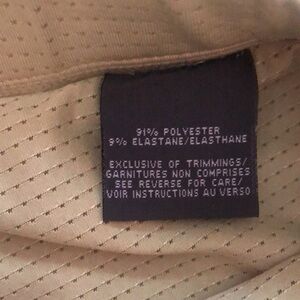 91% POLYESTER
9% ELASTANE/ELASTHANE
EXCLUSIVE OF TRIMMINGS/
GARNITURES NON COMPRISES
SEE REVERSE FOR CARE/
VOIR INSTRUCTIONS AU VERSO